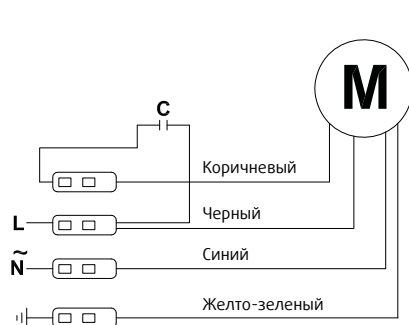 M
C
Коричневый
L Черный
~
N Синий
Желто-зеленый